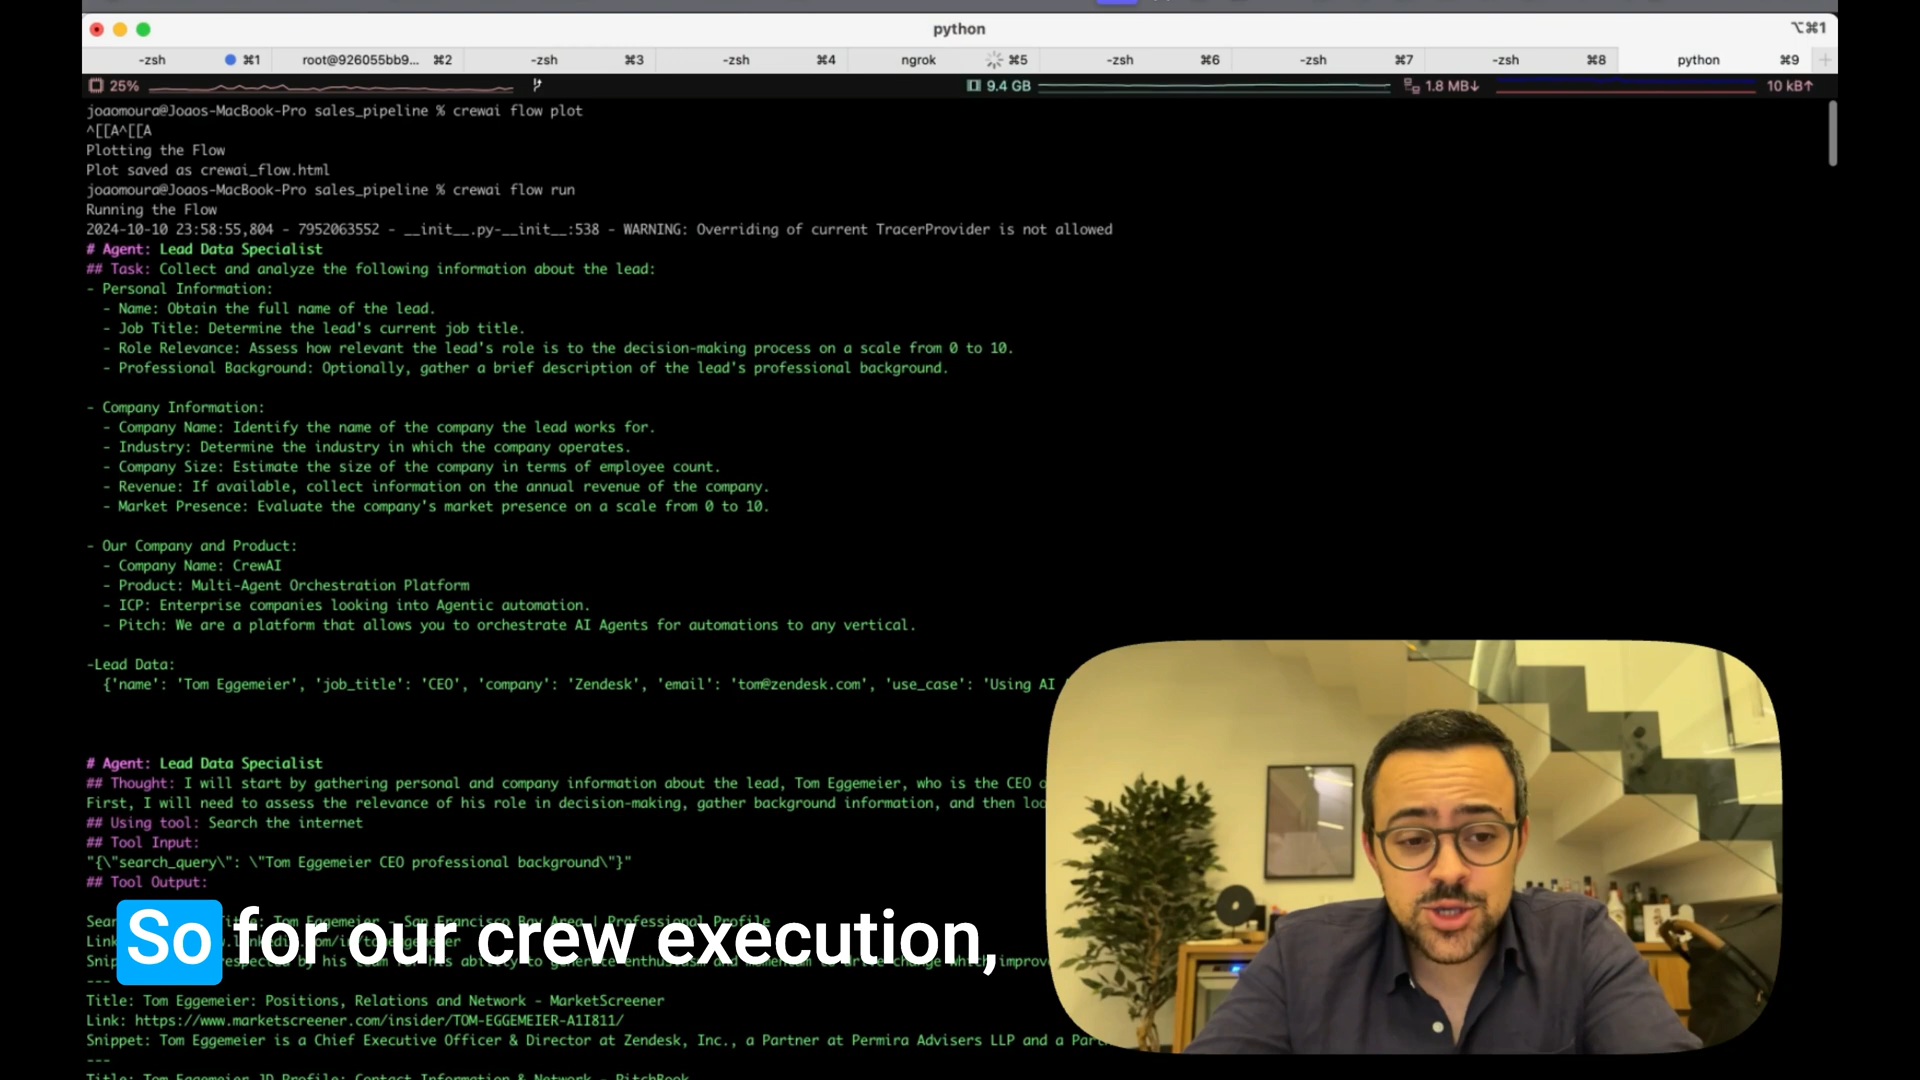 python
⌥⌘1
-zsh ⌘1 root@926055bb9... ⌘2 -zsh ⌘3 -zsh ⌘4 ngrok ⌘5 -zsh ⌘6 -zsh ⌘7 -zsh ⌘8 python ⌘9 +
25% 9.4 GB 1.8 MB↓ 10 kB↑
joaomoura@Joaos-MacBook-Pro sales_pipeline % crewai flow plot
^[[A^[[A
Plotting the Flow
Plot saved as crewai_flow.html
joaomoura@Joaos-MacBook-Pro sales_pipeline % crewai flow run
Running the Flow
2024-10-10 23:58:55,804 - 7952063552 - __init__.py-__init__:538 - WARNING: Overriding of current TracerProvider is not allowed
# Agent: Lead Data Specialist
## Task: Collect and analyze the following information about the lead:
- Personal Information:
- Name: Obtain the full name of the lead.
- Job Title: Determine the lead's current job title.
- Role Relevance: Assess how relevant the lead's role is to the decision-making process on a scale from 0 to 10.
- Professional Background: Optionally, gather a brief description of the lead's professional background.
- Company Information:
- Company Name: Identify the name of the company the lead works for.
- Industry: Determine the industry in which the company operates.
- Company Size: Estimate the size of the company in terms of employee count.
- Revenue: If available, collect information on the annual revenue of the company.
- Market Presence: Evaluate the company's market presence on a scale from 0 to 10.
- Our Company and Product:
- Company Name: CrewAI
- Product: Multi-Agent Orchestration Platform
- ICP: Enterprise companies looking into Agentic automation.
- Pitch: We are a platform that allows you to orchestrate AI Agents for automations to any vertical.
-Lead Data:
{'name': 'Tom Eggemeier', 'job_title': 'CEO', 'company': 'Zendesk', 'email': 'tom@zendesk.com', 'use_case': 'Using AI
# Agent: Lead Data Specialist
## Thought: I will start by gathering personal and company information about the lead, Tom Eggemeier, who is the CEO
First, I will need to assess the relevance of his role in decision-making, gather background information, and then
## Using tool: Search the internet
## Tool Input:
"{\"search_query\": \"Tom Eggemeier CEO professional background\"}"
## Tool Output:
Tom Eggemeier - San Francisco Bay Area | Professional Profile
So for our crew execution,
---
Title: Tom Eggemeier: Positions, Relations and Network - MarketScreener
Link: https://www.marketscreener.com/insider/TOM-EGGEMEIER-A1I811/
Snippet: Tom Eggemeier is a Chief Executive Officer & Director at Zendesk, Inc., a Partner at Permira Advisers LLP and a
---
Title: Tom Eggemeier JD Profile: Contact Information & Network - PitchBook